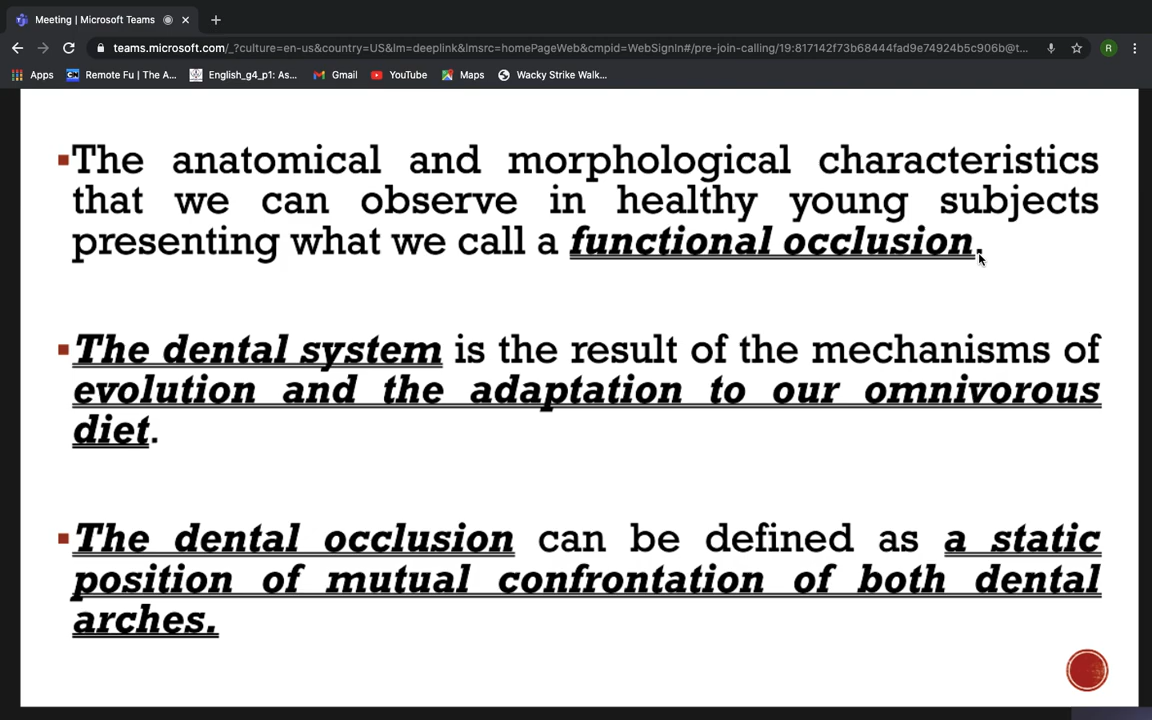 Meeting | Microsoft Teams
teams.microsoft.com/_?culture=en-us&country=US&lm=deeplink&lmsrc=homePageWeb&cmpid=WebSignIn#/pre-join-calling/19:817142f73b68444fad9e74924b5c906b@t...
R
Apps Remote Fu | The A... English_g4_p1: As... Gmail YouTube Maps Wacky Strike Walk...
The anatomical and morphological characteristics
that we can observe in healthy young subjects
presenting what we call a functional occlusion.
The dental system is the result of the mechanisms of
evolution and the adaptation to our omnivorous
diet.
The dental occlusion can be defined as a static
position of mutual confrontation of both dental
arches.